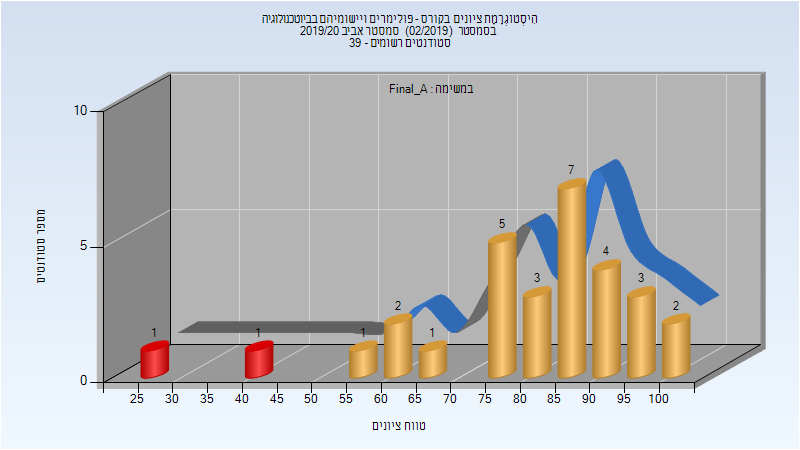 הִיסְטוֹגְרָמַת ציונים בקורס - פולימרים ויישומיהם בביוטכנולוגיה
בסמסטר (02/2019) סמסטר אביב 2019/20
סטודנטים רשומים - 39
במשימה : Final_A
10
5
0
מספר סטודנטים
1
1
1
2
1
5
3
7
4
3
2
25 30 35 40 45 50 55 60 65 70 75 80 85 90 95 100
טווח ציונים